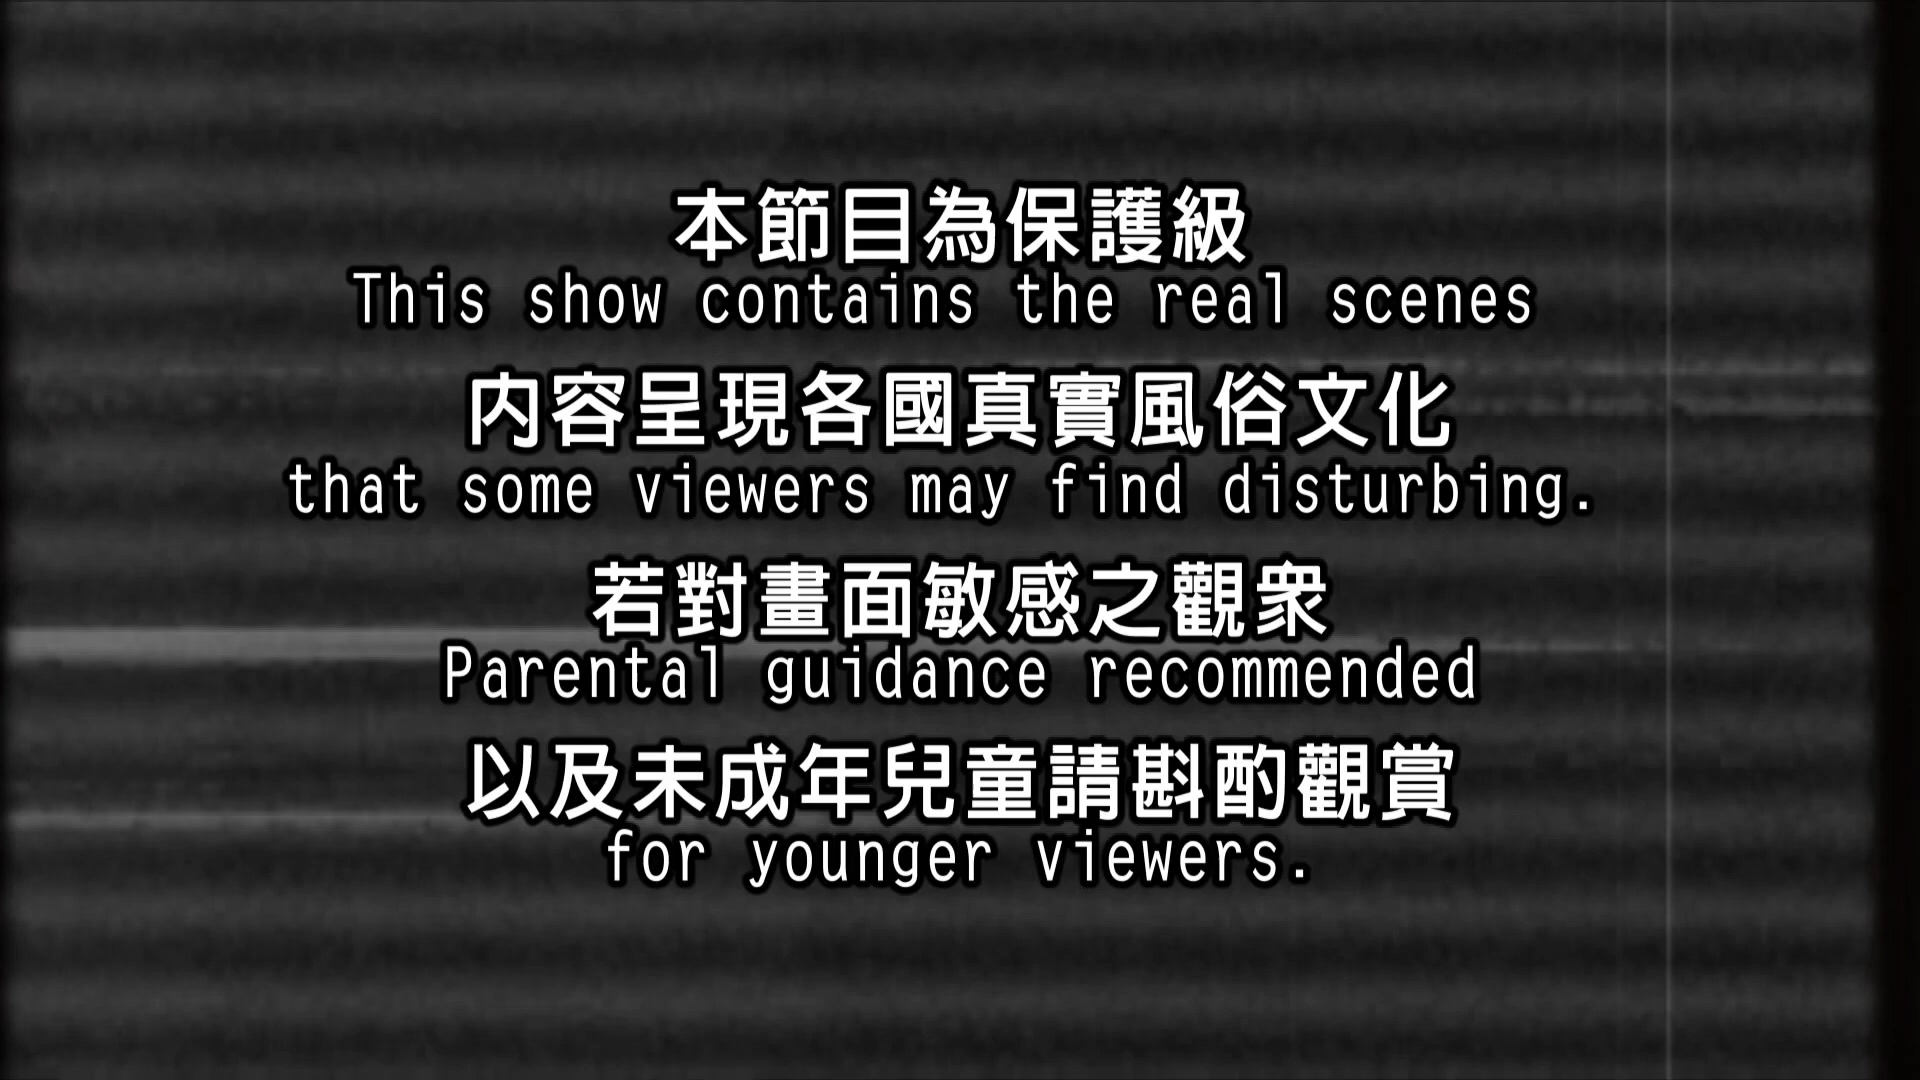 本節目為保護級
This show contains the real scenes
內容呈現各國真實風俗文化
that some viewers may find disturbing.
若對畫面敏感之觀眾
Parental guidance recommended
以及未成年兒童請斟酌觀賞
for younger viewers.